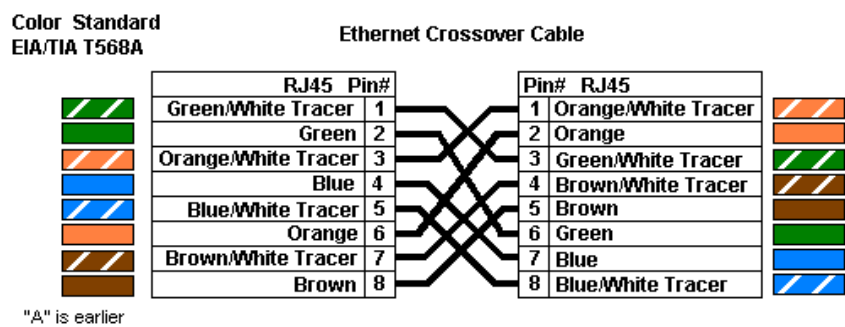 Color Standard
EIA/TIA T568A
Ethernet Crossover Cable
RJ45 Pin#
Pin# RJ45
Green/White Tracer 1
1 Orange/White Tracer
Green 2
2 Orange
Orange/White Tracer 3
3 Green/White Tracer
Blue 4
4 Brown/White Tracer
Blue/White Tracer 5
5 Brown
Orange 6
6 Green
Brown/White Tracer 7
7 Blue
Brown 8
8 Blue/White Tracer
"A" is earlier